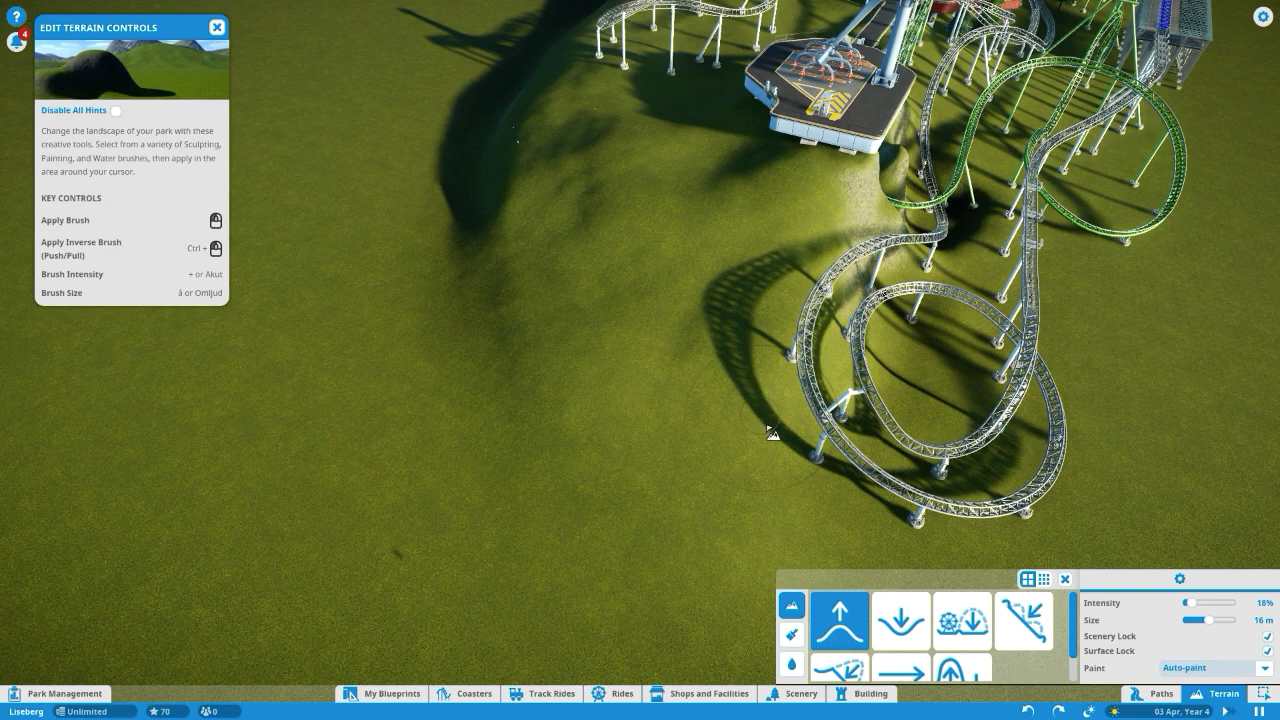 ?
4
EDIT TERRAIN CONTROLS
Disable All Hints
Change the landscape of your park with these
creative tools. Select from a variety of Sculpting,
Painting, and Water brushes, then apply in the
area around your cursor.
KEY CONTROLS
Apply Brush
Apply Inverse Brush
(Push/Pull)
Ctrl +
Brush Intensity
+ or Akut
Brush Size
å or Omljud
Intensity
18%
Size
16 m
Scenery Lock
Surface Lock
Paint
Auto-paint
Park Management
My Blueprints
Coasters
Track Rides
Rides
Shops and Facilities
Scenery
Building
Paths
Terrain
Liseberg
Unlimited
70
0
03 Apr, Year 4